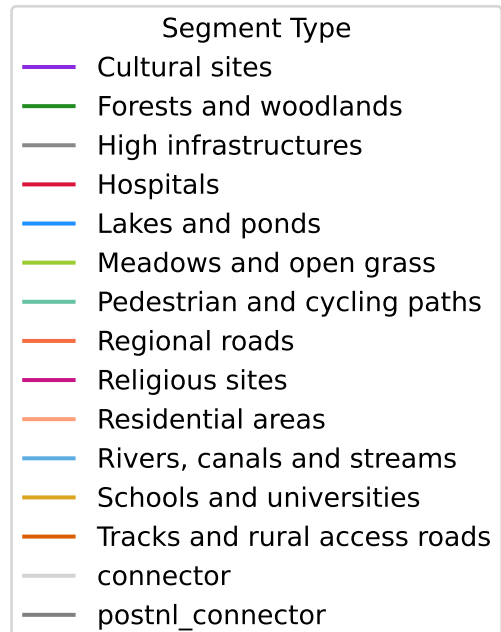 Segment Type
Cultural sites
Forests and woodlands
High infrastructures
Hospitals
Lakes and ponds
Meadows and open grass
Pedestrian and cycling paths
Regional roads
Religious sites
Residential areas
Rivers, canals and streams
Schools and universities
Tracks and rural access roads
connector
postnl_connector